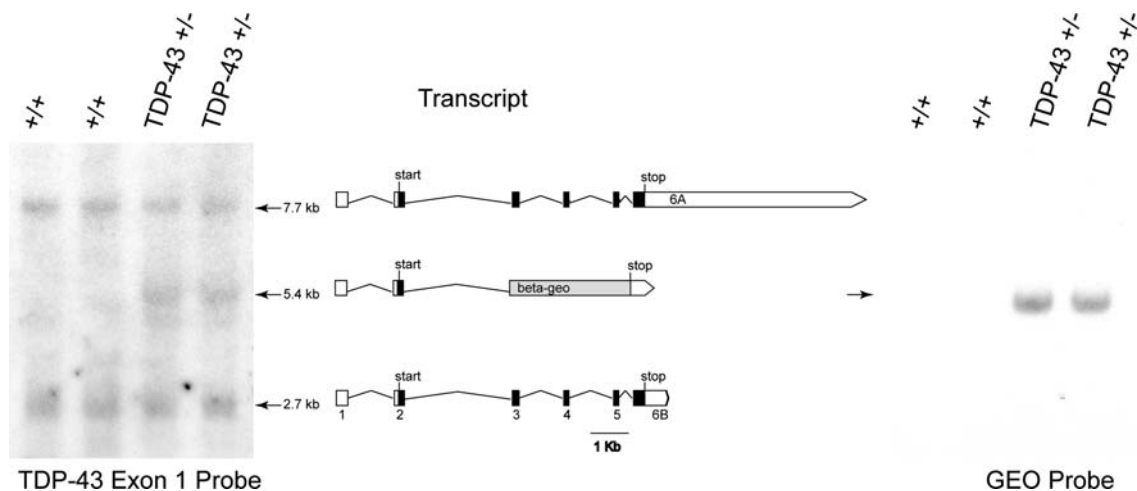 +/+
+/+
TDP-43 +/-
TDP-43 +/-
Transcript
+/+
+/+
TDP-43 +/-
TDP-43 +/-
start
stop
7.7 kb
6A
start
stop
5.4 kb
beta-geo
start
stop
2.7 kb
1 2 3 4 5 6B
1 Kb
TDP-43 Exon 1 Probe
GEO Probe